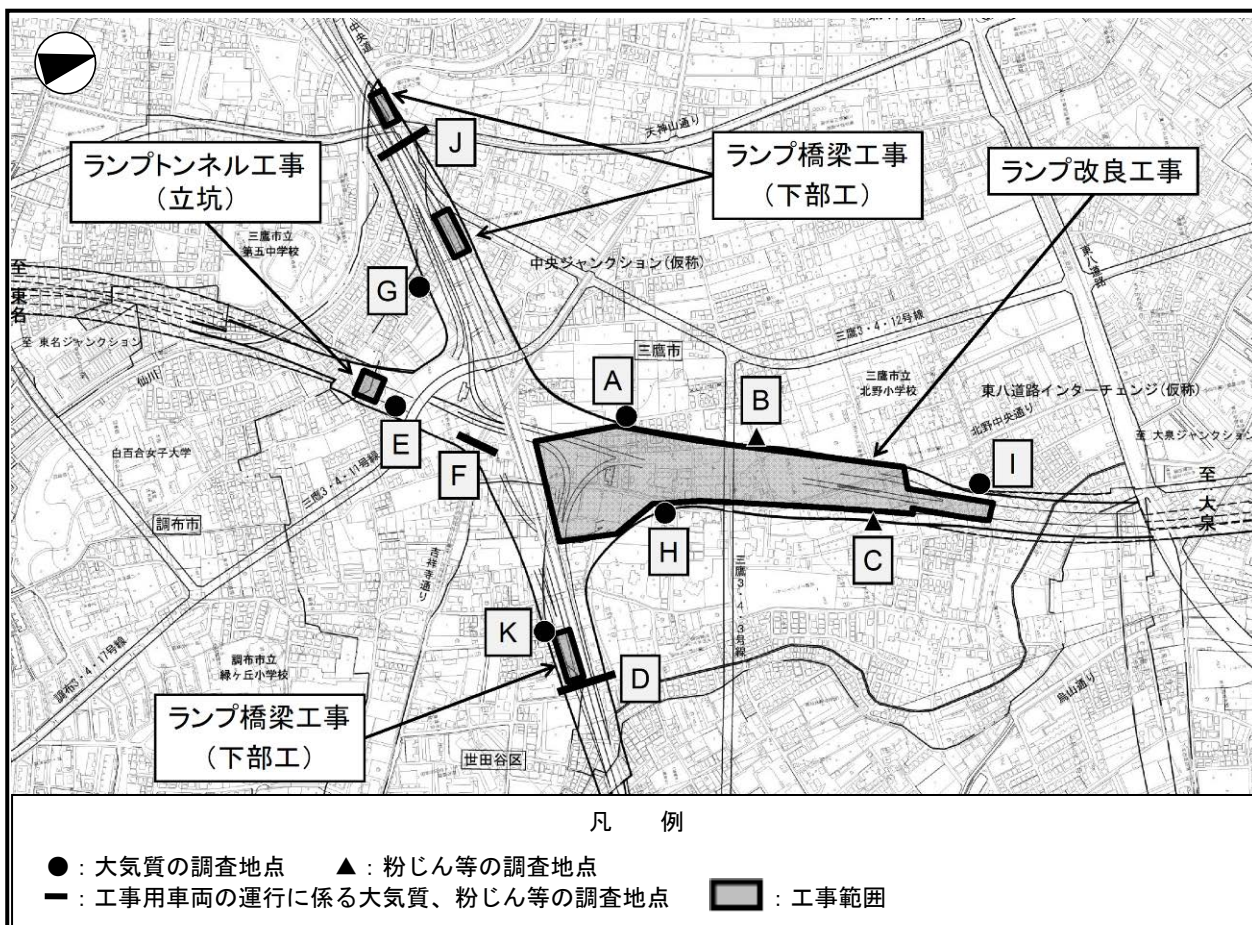 中央道
天神山通り
J
ランプトンネル工事
(立坑)
ランプ橋梁工事
(下部工)
ランプ改良工事
三鷹市立
第五中学校
中央ジャンクション(仮称)
東八道路
至 東名
至 東名ジャンクション
G
三鷹3・4・12号線
三鷹市
A
B
三鷹市立
北野小学校
東八道路インターチェンジ(仮称)
北野中央通り
至 大泉ジャンクション
至 大泉
仙川
E
F
白百合女子大学
三鷹3・4・11号線
調布市
吉祥寺通り
I
H
C
三鷹3・4・3号線
K
D
調布3・4・17号線
調布市立
緑ヶ丘小学校
烏山通り
ランプ橋梁工事
(下部工)
世田谷区
凡 例
●:大気質の調査地点 ▲:粉じん等の調査地点
━:工事用車両の運行に係る大気質、粉じん等の調査地点 :工事範囲